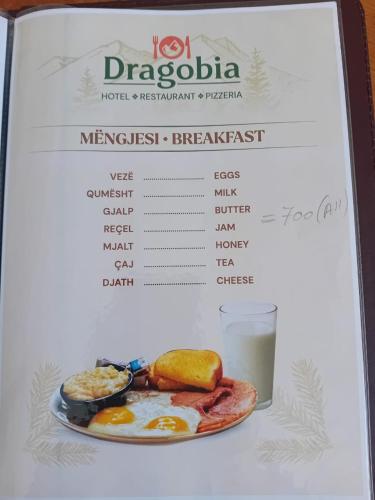 Dragobia
HOTEL ❖ RESTAURANT ❖ PIZZERIA
MËNGJESI • BREAKFAST
VEZË ........................ EGGS
QUMËSHT ........................ MILK
GJALP ........................ BUTTER
REÇEL ........................ JAM
MJALT ........................ HONEY
ÇAJ ........................ TEA
DJATH ........................ CHEESE
= 700 (All)